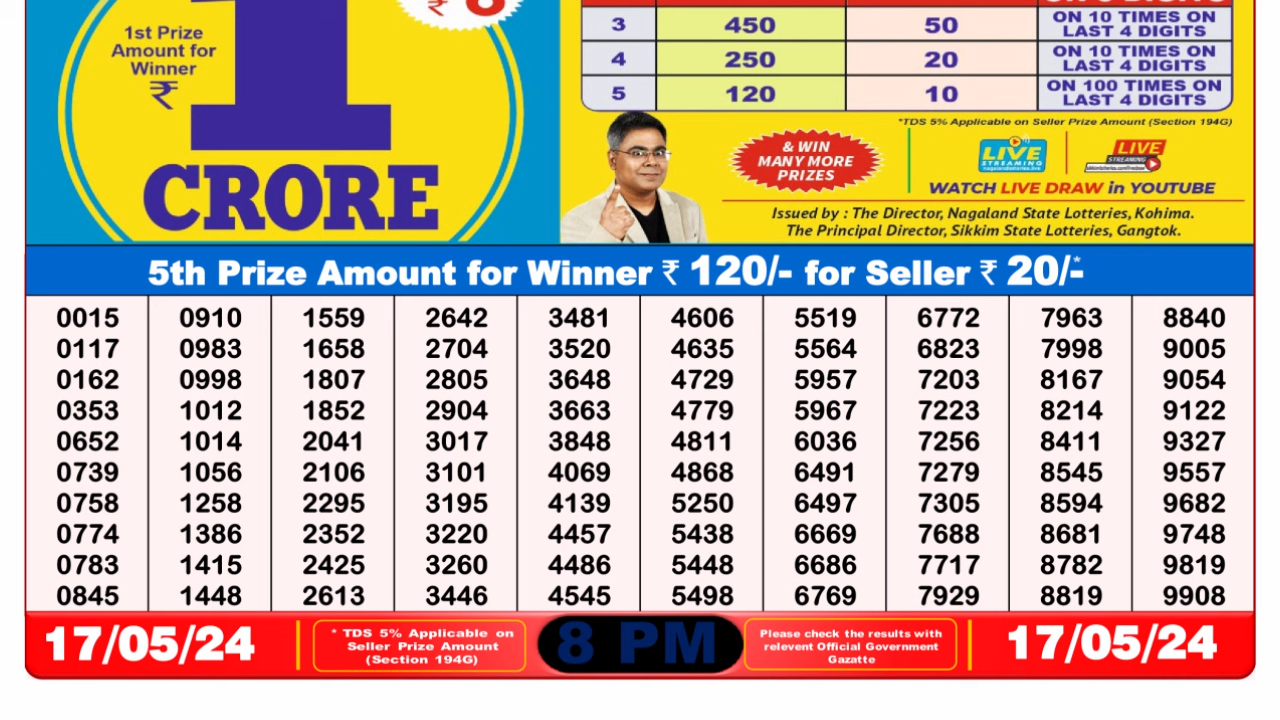 ₹ 6
1st Prize
Amount for
Winner
₹
1
CRORE
3 450 50 ON 10 TIMES ON LAST 4 DIGITS
4 250 20 ON 10 TIMES ON LAST 4 DIGITS
5 120 10 ON 100 TIMES ON LAST 4 DIGITS
*TDS 5% Applicable on Seller Prize Amount (Section 194G)
& WIN
MANY MORE
PRIZES
LIVE
STREAMING
LIVE
STREAMING
WATCH LIVE DRAW in YOUTUBE
Issued by : The Director, Nagaland State Lotteries, Kohima.
The Principal Director, Sikkim State Lotteries, Gangtok.
5th Prize Amount for Winner ₹ 120/- for Seller ₹ 20/-*
0015 0910 1559 2642 3481 4606 5519 6772 7963 8840
0117 0983 1658 2704 3520 4635 5564 6823 7998 9005
0162 0998 1807 2805 3648 4729 5957 7203 8167 9054
0353 1012 1852 2904 3663 4779 5967 7223 8214 9122
0652 1014 2041 3017 3848 4811 6036 7256 8411 9327
0739 1056 2106 3101 4069 4868 6491 7279 8545 9557
0758 1258 2295 3195 4139 5250 6497 7305 8594 9682
0774 1386 2352 3220 4457 5438 6669 7688 8681 9748
0783 1415 2425 3260 4486 5448 6686 7717 8782 9819
0845 1448 2613 3446 4545 5498 6769 7929 8819 9908
17/05/24
* TDS 5% Applicable on
Seller Prize Amount
(Section 194G)
8 PM
Please check the results with
relevent Official Government
Gazatte
17/05/24